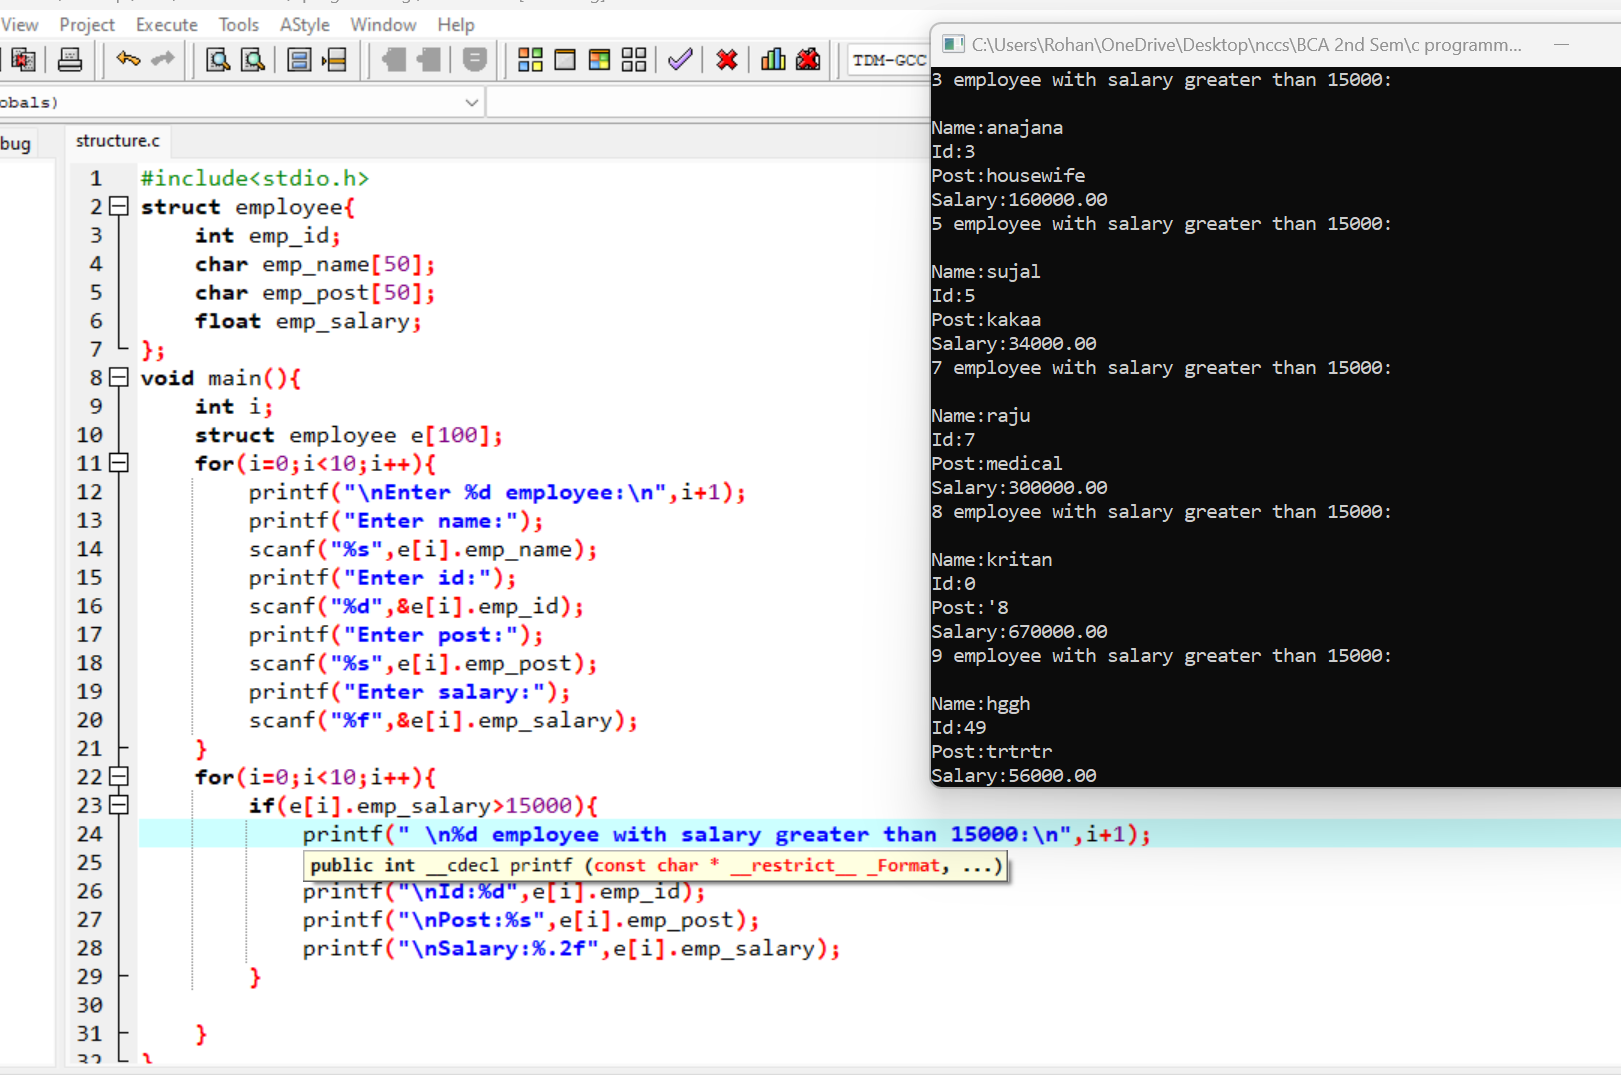 View Project Execute Tools AStyle Window Help
TDM-GCC
obals)
bug
structure.c
1 #include<stdio.h>
2 struct employee{
3 int emp_id;
4 char emp_name[50];
5 char emp_post[50];
6 float emp_salary;
7 };
8 void main(){
9 int i;
10 struct employee e[100];
11 for(i=0;i<10;i++){
12 printf("\nEnter %d employee:\n",i+1);
13 printf("Enter name:");
14 scanf("%s",e[i].emp_name);
15 printf("Enter id:");
16 scanf("%d",&e[i].emp_id);
17 printf("Enter post:");
18 scanf("%s",e[i].emp_post);
19 printf("Enter salary:");
20 scanf("%f",&e[i].emp_salary);
21 }
22 for(i=0;i<10;i++){
23 if(e[i].emp_salary>15000){
24 printf(" \n%d employee with salary greater than 15000:\n",i+1);
25 public int __cdecl printf (const char * __restrict__ _Format, ...)
26 printf("\nId:%d",e[i].emp_id);
27 printf("\nPost:%s",e[i].emp_post);
28 printf("\nSalary:%.2f",e[i].emp_salary);
29 }
30
31 }
32 }
C:\Users\Rohan\OneDrive\Desktop\nccs\BCA 2nd Sem\c programm...
3 employee with salary greater than 15000:
Name:anajana
Id:3
Post:housewife
Salary:160000.00
5 employee with salary greater than 15000:
Name:sujal
Id:5
Post:kakaa
Salary:34000.00
7 employee with salary greater than 15000:
Name:raju
Id:7
Post:medical
Salary:300000.00
8 employee with salary greater than 15000:
Name:kritan
Id:0
Post:'8
Salary:670000.00
9 employee with salary greater than 15000:
Name:hggh
Id:49
Post:trtrtr
Salary:56000.00